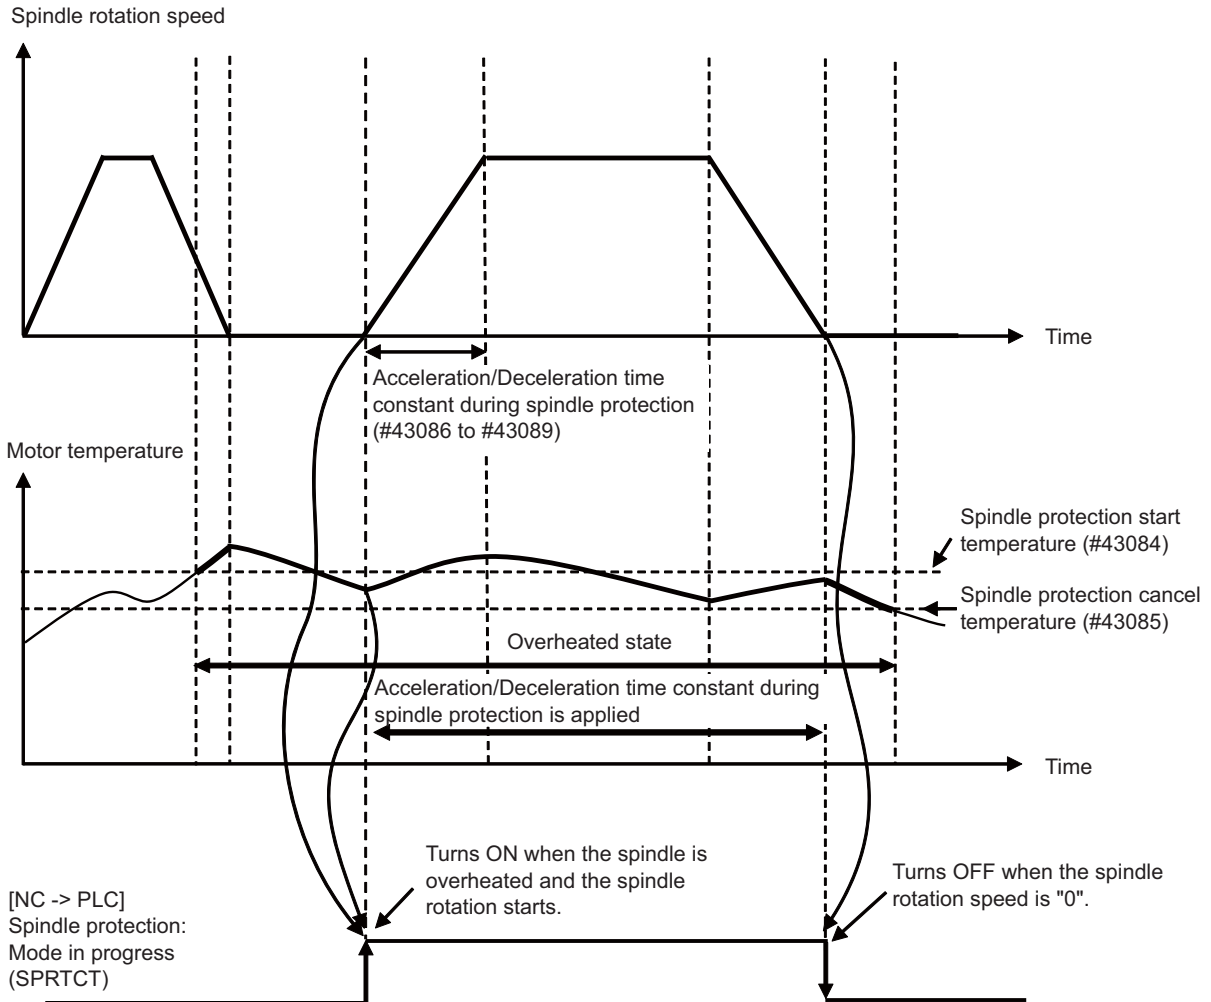 Spindle rotation speed
Time
Acceleration/Deceleration time
constant during spindle protection
(#43086 to #43089)
Motor temperature
Spindle protection start
temperature (#43084)
Spindle protection cancel
temperature (#43085)
Overheated state
Acceleration/Deceleration time constant during
spindle protection is applied
Time
Turns ON when the spindle is
overheated and the spindle
rotation starts.
Turns OFF when the spindle
rotation speed is "0".
[NC -> PLC]
Spindle protection:
Mode in progress
(SPRTCT)